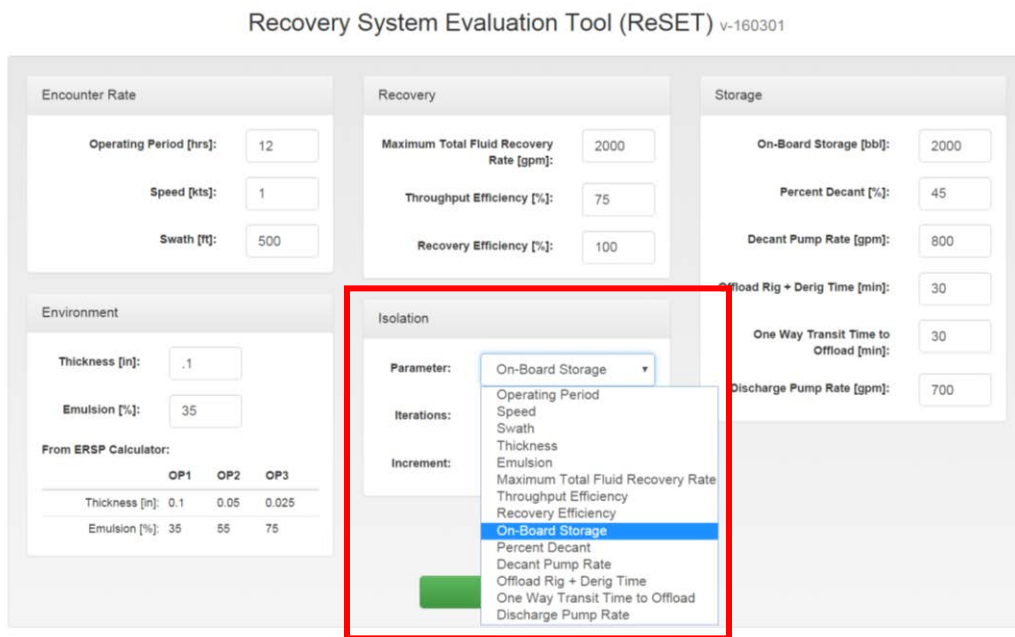 Recovery System Evaluation Tool (ReSET) v-160301
Encounter Rate
Operating Period [hrs]: 12
Speed [kts]: 1
Swath [ft]: 500
Environment
Thickness [in]: .1
Emulsion [%]: 35
From ERSP Calculator:
OP1 OP2 OP3
Thickness [in]: 0.1 0.05 0.025
Emulsion [%]: 35 55 75
Recovery
Maximum Total Fluid Recovery
Rate [gpm]: 2000
Throughput Efficiency [%]: 75
Recovery Efficiency [%]: 100
Isolation
Parameter: On-Board Storage
Iterations:
Increment:
Operating Period
Speed
Swath
Thickness
Emulsion
Maximum Total Fluid Recovery Rate
Throughput Efficiency
Recovery Efficiency
On-Board Storage
Percent Decant
Decant Pump Rate
Offload Rig + Derig Time
One Way Transit Time to Offload
Discharge Pump Rate
Storage
On-Board Storage [bbl]: 2000
Percent Decant [%]: 45
Decant Pump Rate [gpm]: 800
Offload Rig + Derig Time [min]: 30
One Way Transit Time to
Offload [min]: 30
Discharge Pump Rate [gpm]: 700